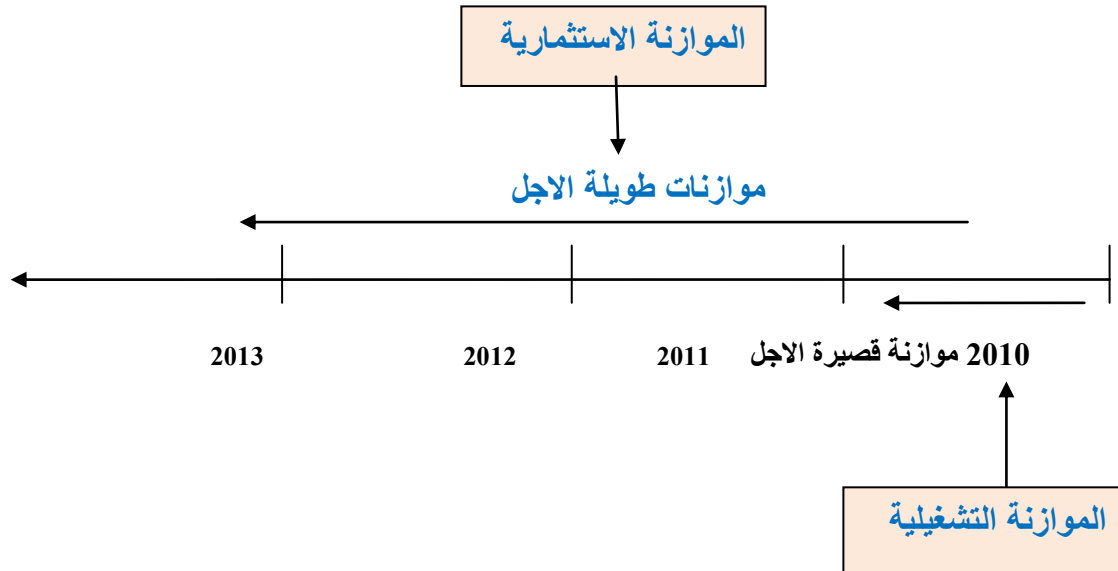 الموازنة الاستثمارية
موازنات طويلة الاجل
2010 موازنة قصيرة الاجل 2011 2012 2013
الموازنة التشغيلية